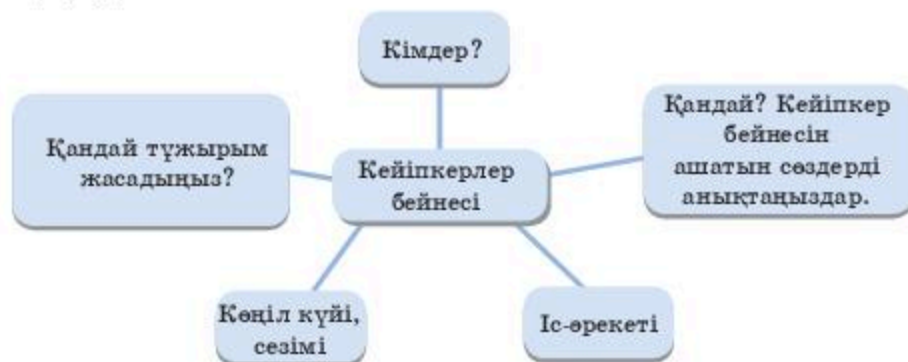 Кімдер?
Қандай тұжырым
жасадыңыз?
Кейіпкерлер
бейнесі
Қандай? Кейіпкер
бейнесін
ашатын сөздерді
анықтаңыздар.
Көңіл күйі,
сезімі
Іс-әрекеті